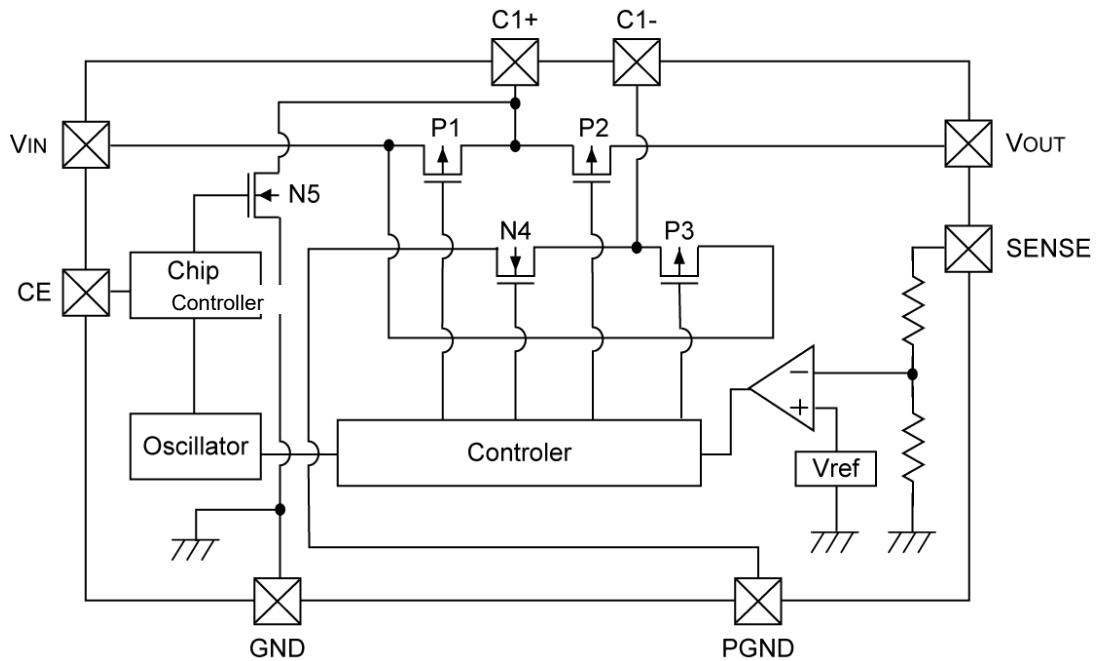 C1+ C1-
VIN P1 P2 VOUT
N5
N4 P3 SENSE
CE Chip
Controller
−
+
Oscillator Controler Vref
GND PGND